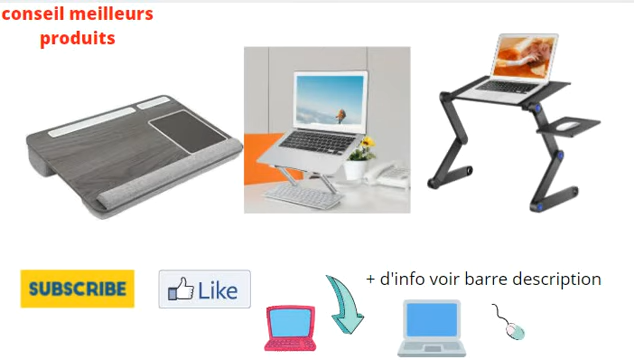 conseil meilleurs
produits
SUBSCRIBE
Like
+ d'info voir barre description